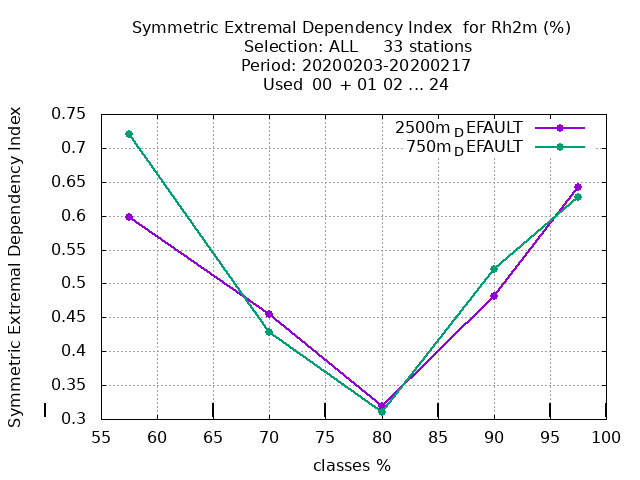 Symmetric Extremal Dependency Index  for Rh2m (%)
Selection: ALL     33 stations
Period: 20200203-20200217
Used  00 + 01 02 ... 24
Symmetric Extremal Dependency Index
0.75
0.7
0.65
0.6
0.55
0.5
0.45
0.4
0.35
0.3
2500mDEFAULT
750mDEFAULT
55 60 65 70 75 80 85 90 95 100
classes %